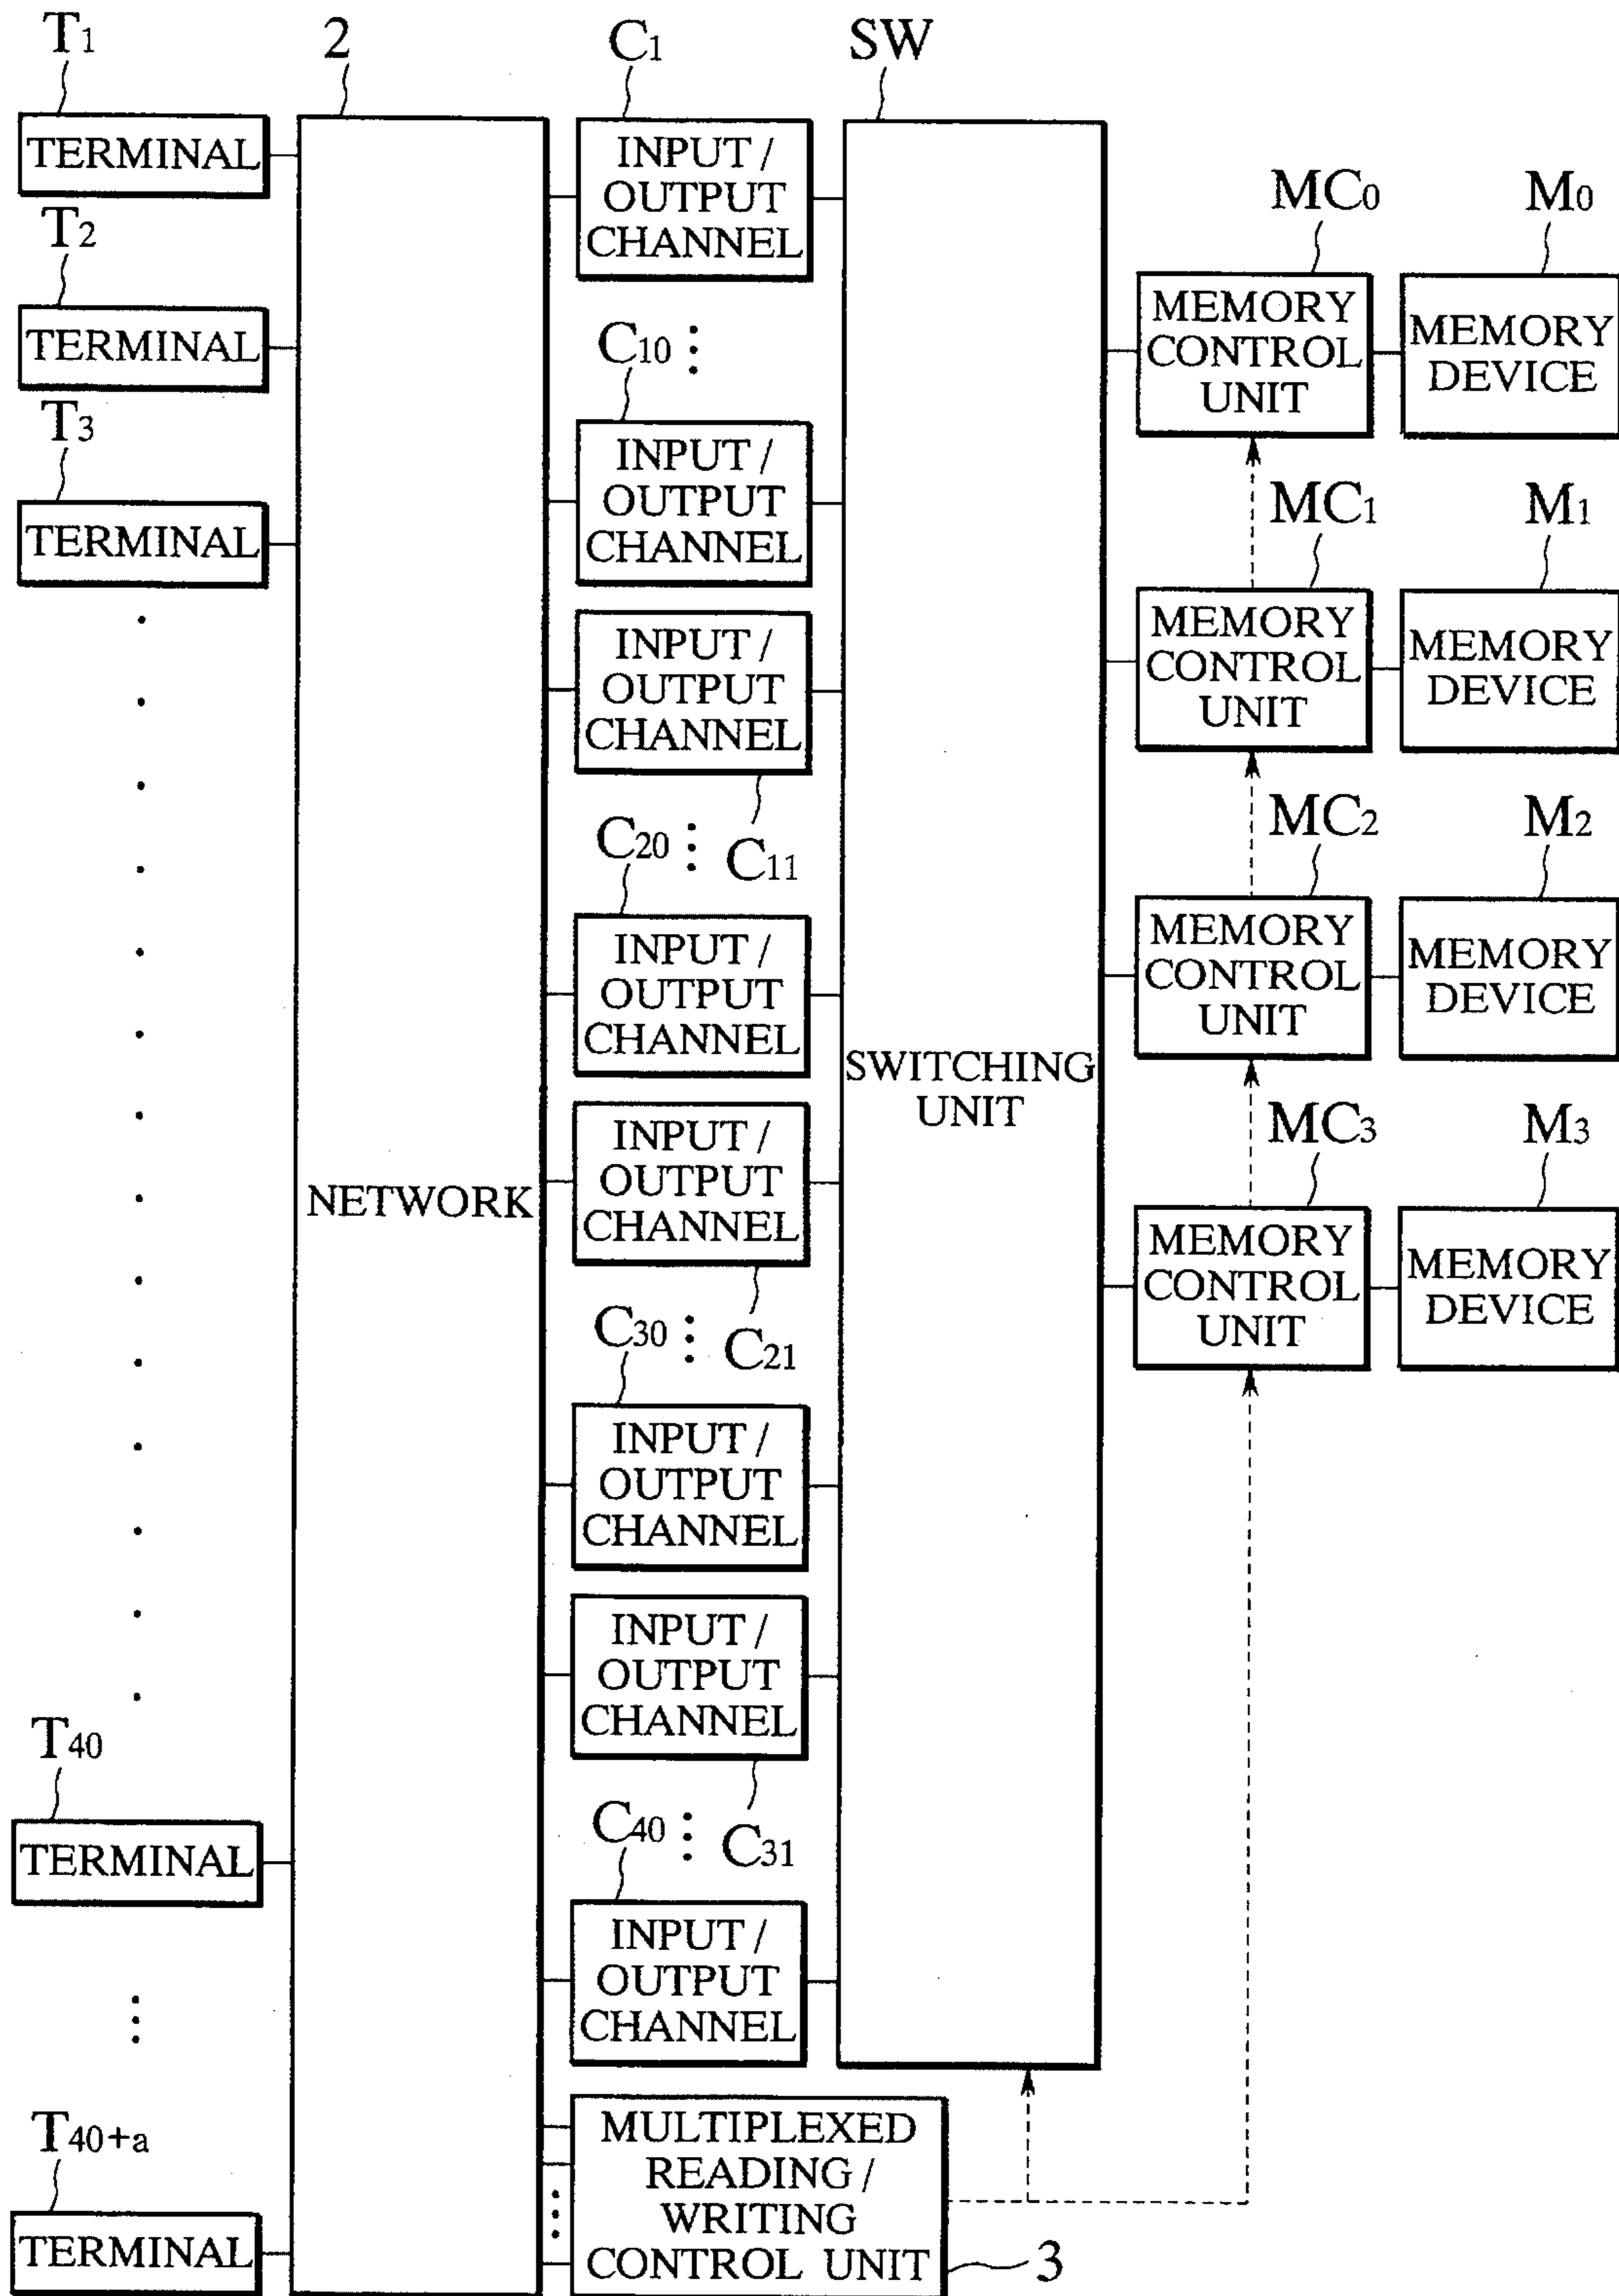 T1
2
C1
SW
TERMINAL
INPUT /
OUTPUT
CHANNEL
MC0
M0
T2
TERMINAL
C10
MEMORY
CONTROL
UNIT
MEMORY
DEVICE
T3
TERMINAL
INPUT /
OUTPUT
CHANNEL
MC1
M1
INPUT /
OUTPUT
CHANNEL
MEMORY
CONTROL
UNIT
MEMORY
DEVICE
C20
C11
MC2
M2
INPUT /
OUTPUT
CHANNEL
MEMORY
CONTROL
UNIT
MEMORY
DEVICE
SWITCHING
UNIT
NETWORK
INPUT /
OUTPUT
CHANNEL
MC3
M3
MEMORY
CONTROL
UNIT
MEMORY
DEVICE
C30
C21
INPUT /
OUTPUT
CHANNEL
INPUT /
OUTPUT
CHANNEL
T40
TERMINAL
C40
C31
INPUT /
OUTPUT
CHANNEL
T40+a
TERMINAL
MULTIPLEXED
READING /
WRITING
CONTROL UNIT
3